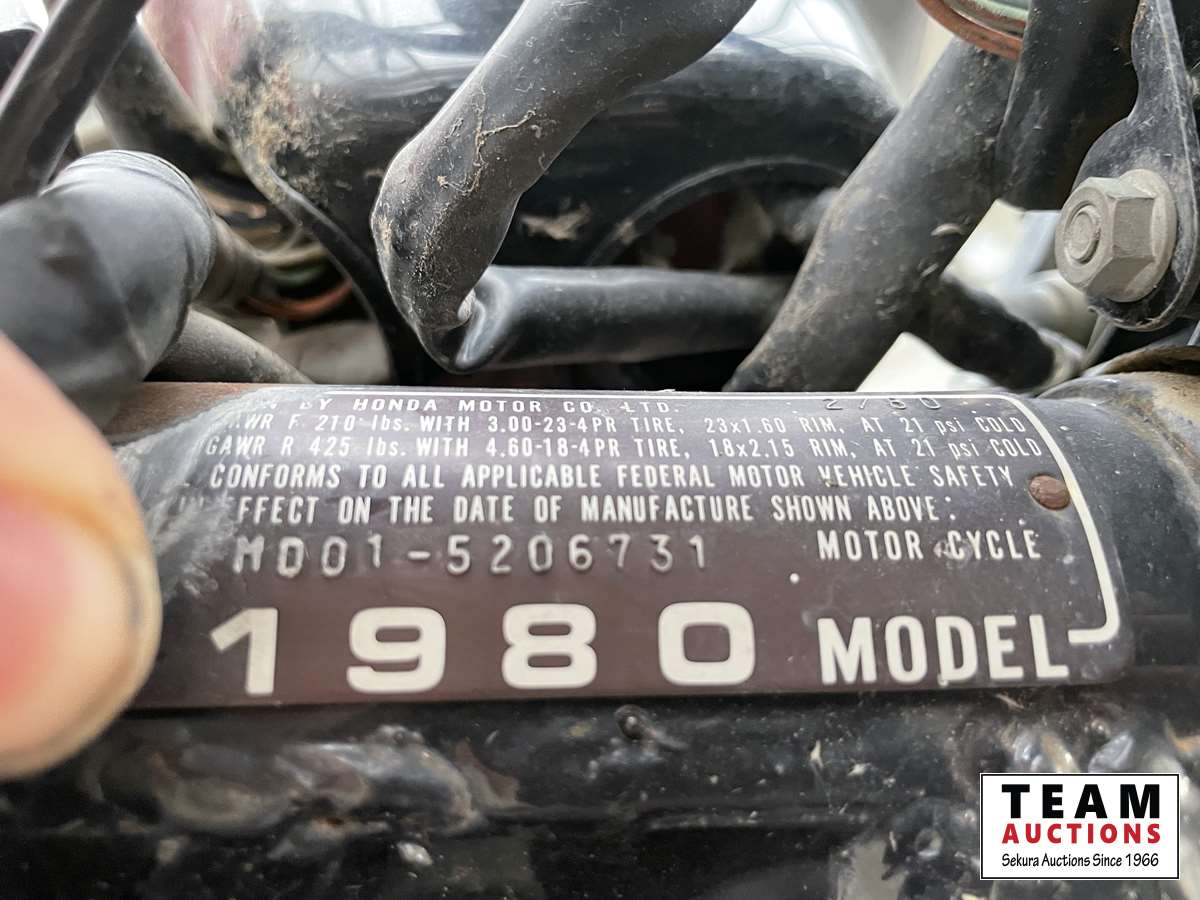 BY HONDA MOTOR CO. LTD. 2/80
F 210 lbs. WITH 3.00-23-4PR TIRE, 23x1.60 RIM, AT 21 psi COLD
GAWR R 425 lbs. WITH 4.60-18-4PR TIRE, 18x2.15 RIM, AT 21 psi COLD
CONFORMS TO ALL APPLICABLE FEDERAL MOTOR VEHICLE SAFETY
EFFECT ON THE DATE OF MANUFACTURE SHOWN ABOVE:
MD01-5206731 MOTOR CYCLE
1980 MODEL
TEAM
AUCTIONS
Sekura Auctions Since 1966